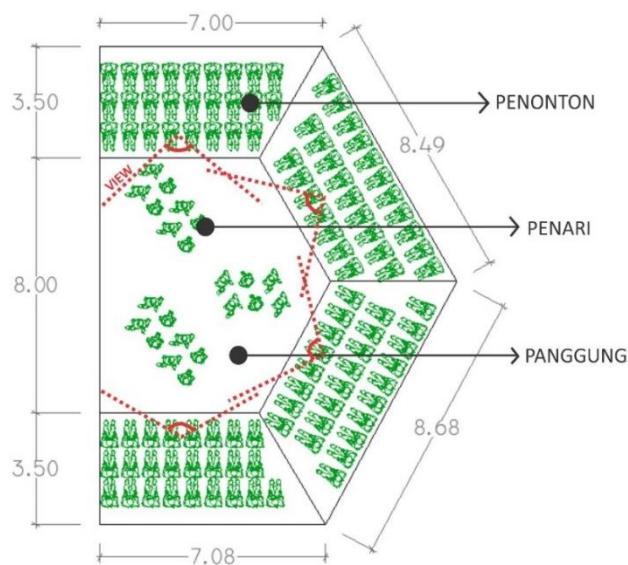 7.00
3.50
PENONTON
8.49
VIEW
PENARI
8.00
PANGGUNG
8.68
3.50
7.08